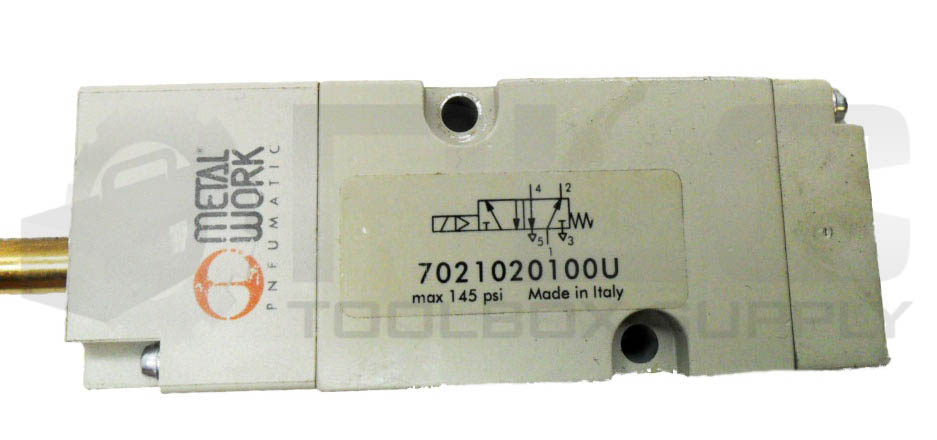 METAL
WORK
PNEUMATIC
4 2
5 3
1
7021020100U
max 145 psi Made in Italy
TOOLBOX SUPPLY